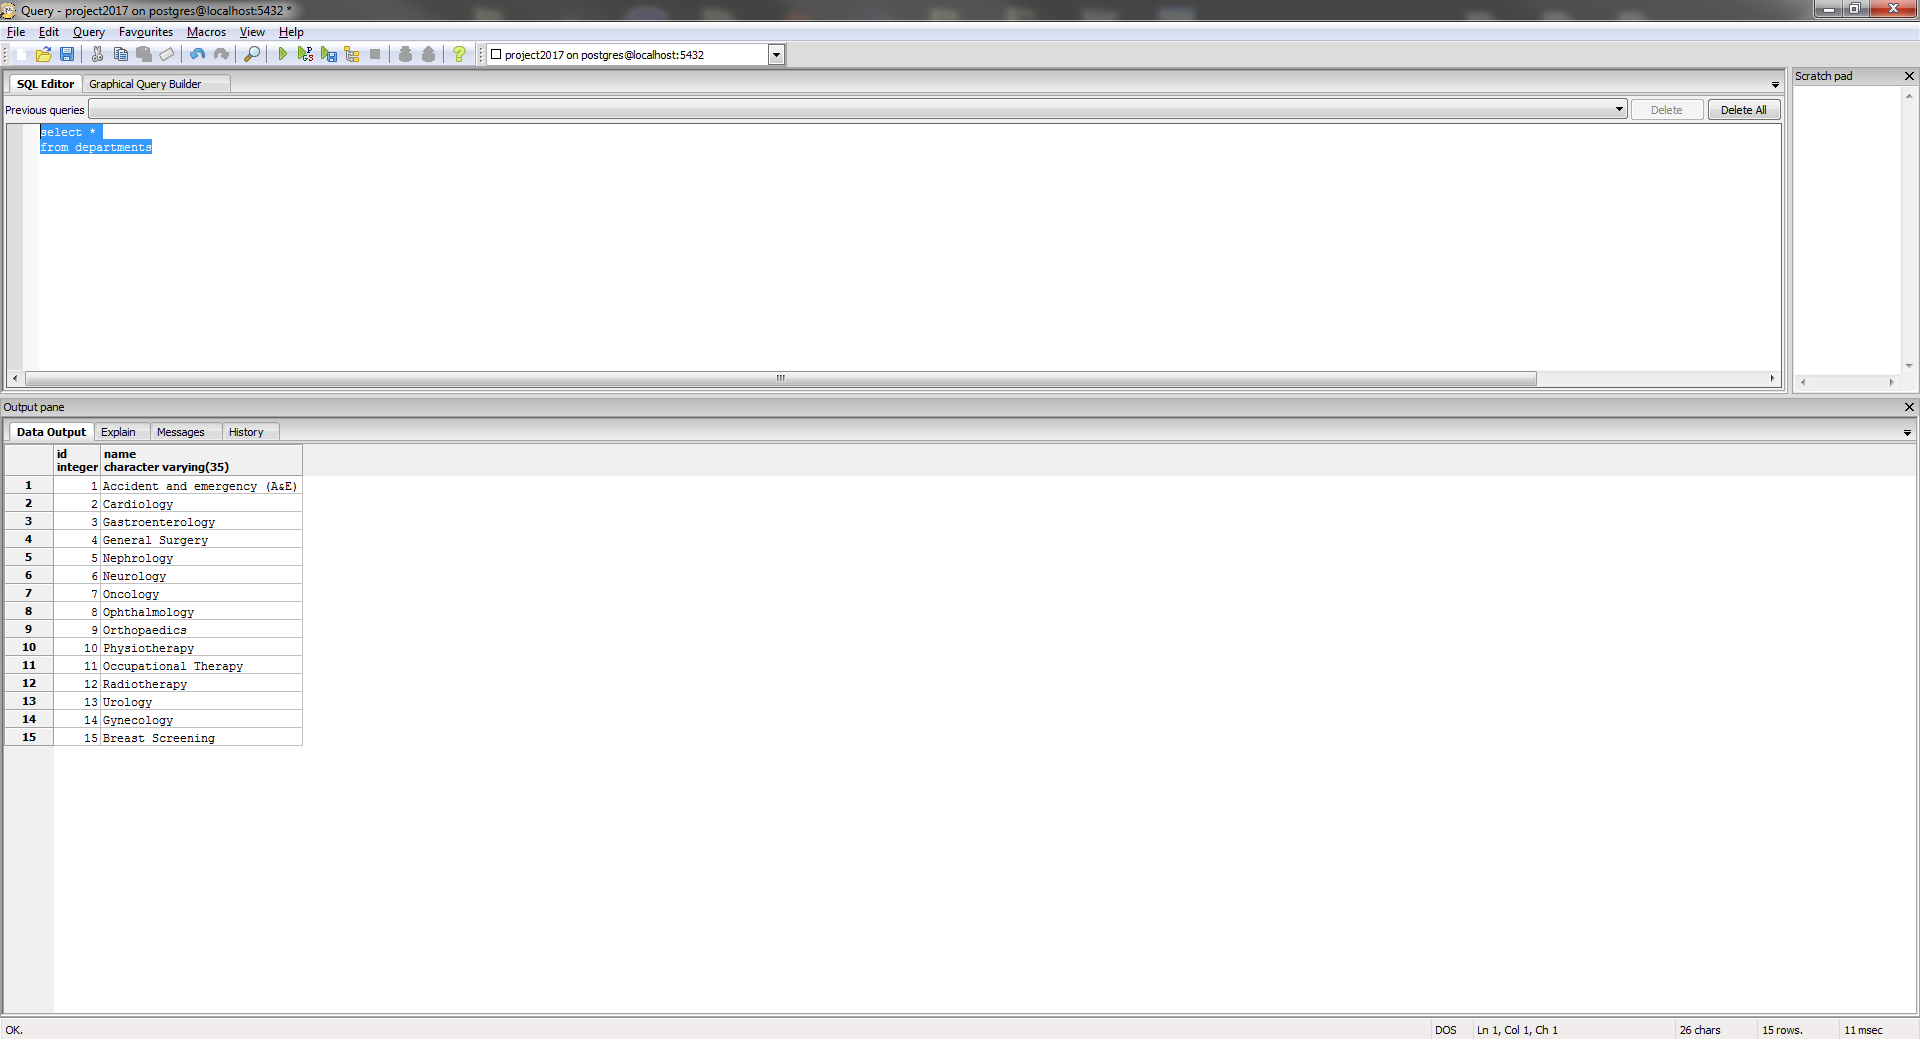 Query - project2017 on postgres@localhost:5432 *
File Edit Query Favourites Macros View Help
project2017 on postgres@localhost:5432
SQL Editor Graphical Query Builder
Scratch pad
Previous queries Delete Delete All
select *
from departments
Output pane
Data Output Explain Messages History
id name
integer character varying(35)
1 1 Accident and emergency (A&E)
2 2 Cardiology
3 3 Gastroenterology
4 4 General Surgery
5 5 Nephrology
6 6 Neurology
7 7 Oncology
8 8 Ophthalmology
9 9 Orthopaedics
10 10 Physiotherapy
11 11 Occupational Therapy
12 12 Radiotherapy
13 13 Urology
14 14 Gynecology
15 15 Breast Screening
OK. DOS Ln 1, Col 1, Ch 1 26 chars 15 rows. 11 msec